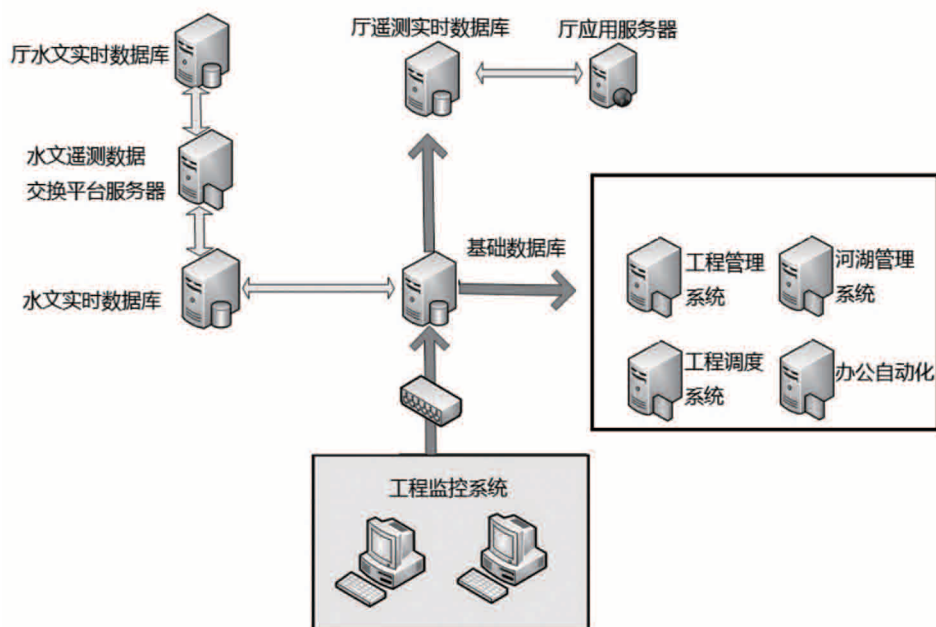 厅遥测实时数据库
厅应用服务器
厅水文实时数据库
水文遥测数据
交换平台服务器
基础数据库
水文实时数据库
工程管理
系统
河湖管理
系统
工程调度
系统
办公自动化
工程监控系统